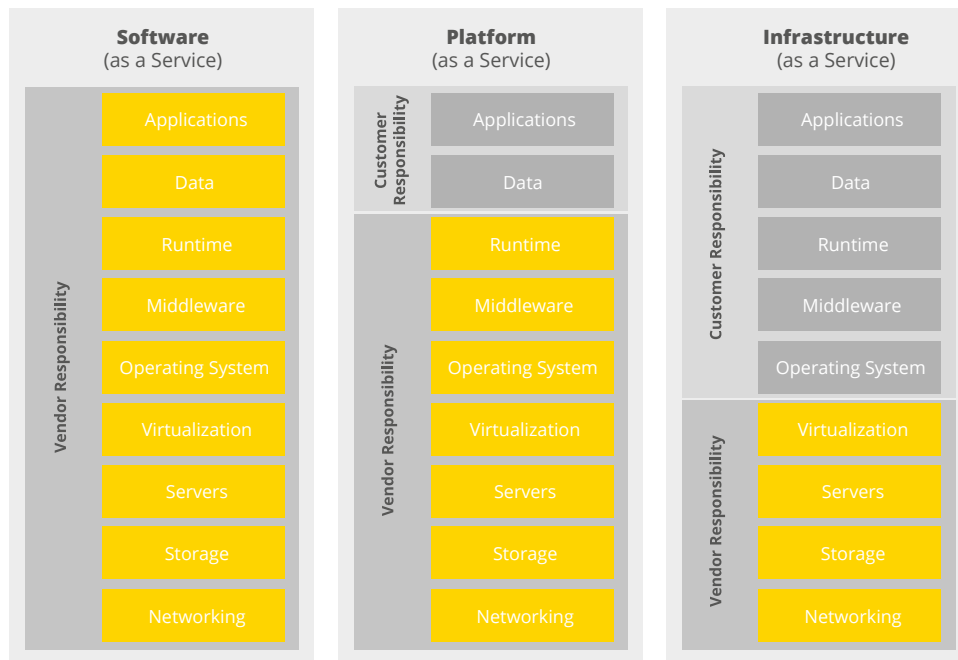 Software
(as a Service)
Vendor Responsibility
Applications
Data
Runtime
Middleware
Operating System
Virtualization
Servers
Storage
Networking
Platform
(as a Service)
Customer
Responsibility
Applications
Data
Vendor Responsibility
Runtime
Middleware
Operating System
Virtualization
Servers
Storage
Networking
Infrastructure
(as a Service)
Customer Responsibility
Applications
Data
Runtime
Middleware
Operating System
Vendor Responsibility
Virtualization
Servers
Storage
Networking